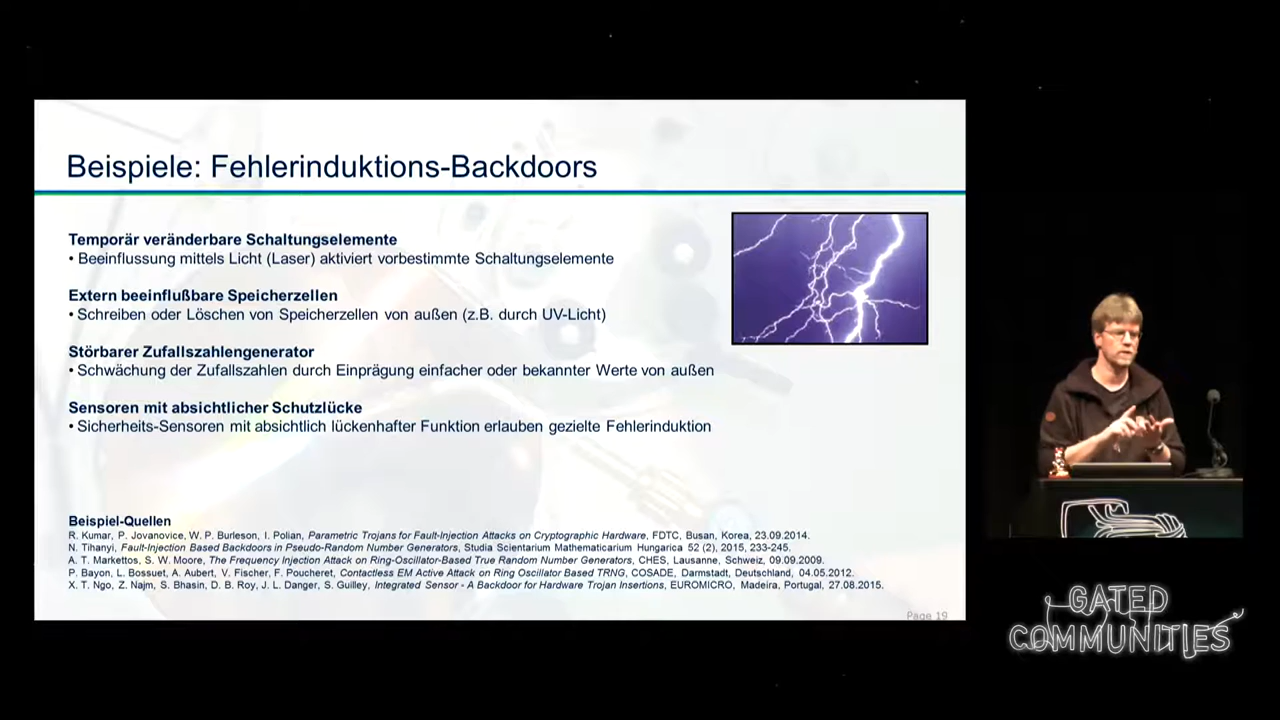 Beispiele: Fehlerinduktions-Backdoors
Temporär veränderbare Schaltungselemente
• Beeinflussung mittels Licht (Laser) aktiviert vorbestimmte Schaltungselemente
Extern beeinflußbare Speicherzellen
• Schreiben oder Löschen von Speicherzellen von außen (z.B. durch UV-Licht)
Störbarer Zufallszahlengenerator
• Schwächung der Zufallszahlen durch Einprägung einfacher oder bekannter Werte von außen
Sensoren mit absichtlicher Schutzlücke
• Sicherheits-Sensoren mit absichtlich lückenhafter Funktion erlauben gezielte Fehlerinduktion
Beispiel-Quellen
R. Kumar, P. Jovanovice, W. P. Burleson, I. Polian, Parametric Trojans for Fault-Injection Attacks on Cryptographic Hardware, FDTC, Busan, Korea, 23.09.2014.
N. Tihanyi, Fault-Injection Based Backdoors in Pseudo-Random Number Generators, Studia Scientarium Mathematicarium Hungarica 52 (2), 2015, 233-245.
A. T. Markettos, S. W. Moore, The Frequency Injection Attack on Ring-Oscillator-Based True Random Number Generators, CHES, Lausanne, Schweiz, 09.09.2009.
P. Bayon, L. Bossuet, A. Aubert, V. Fischer, F. Poucheret, Contactless EM Active Attack on Ring Oscillator Based TRNG, COSADE, Darmstadt, Deutschland, 04.05.2012.
X. T. Ngo, Z. Najm, S. Bhasin, D. B. Roy, J. L. Danger, S. Guilley, Integrated Sensor - A Backdoor for Hardware Trojan Insertions, EUROMICRO, Madeira, Portugal, 27.08.2015.
Page 19
GATED
COMMUNITIES